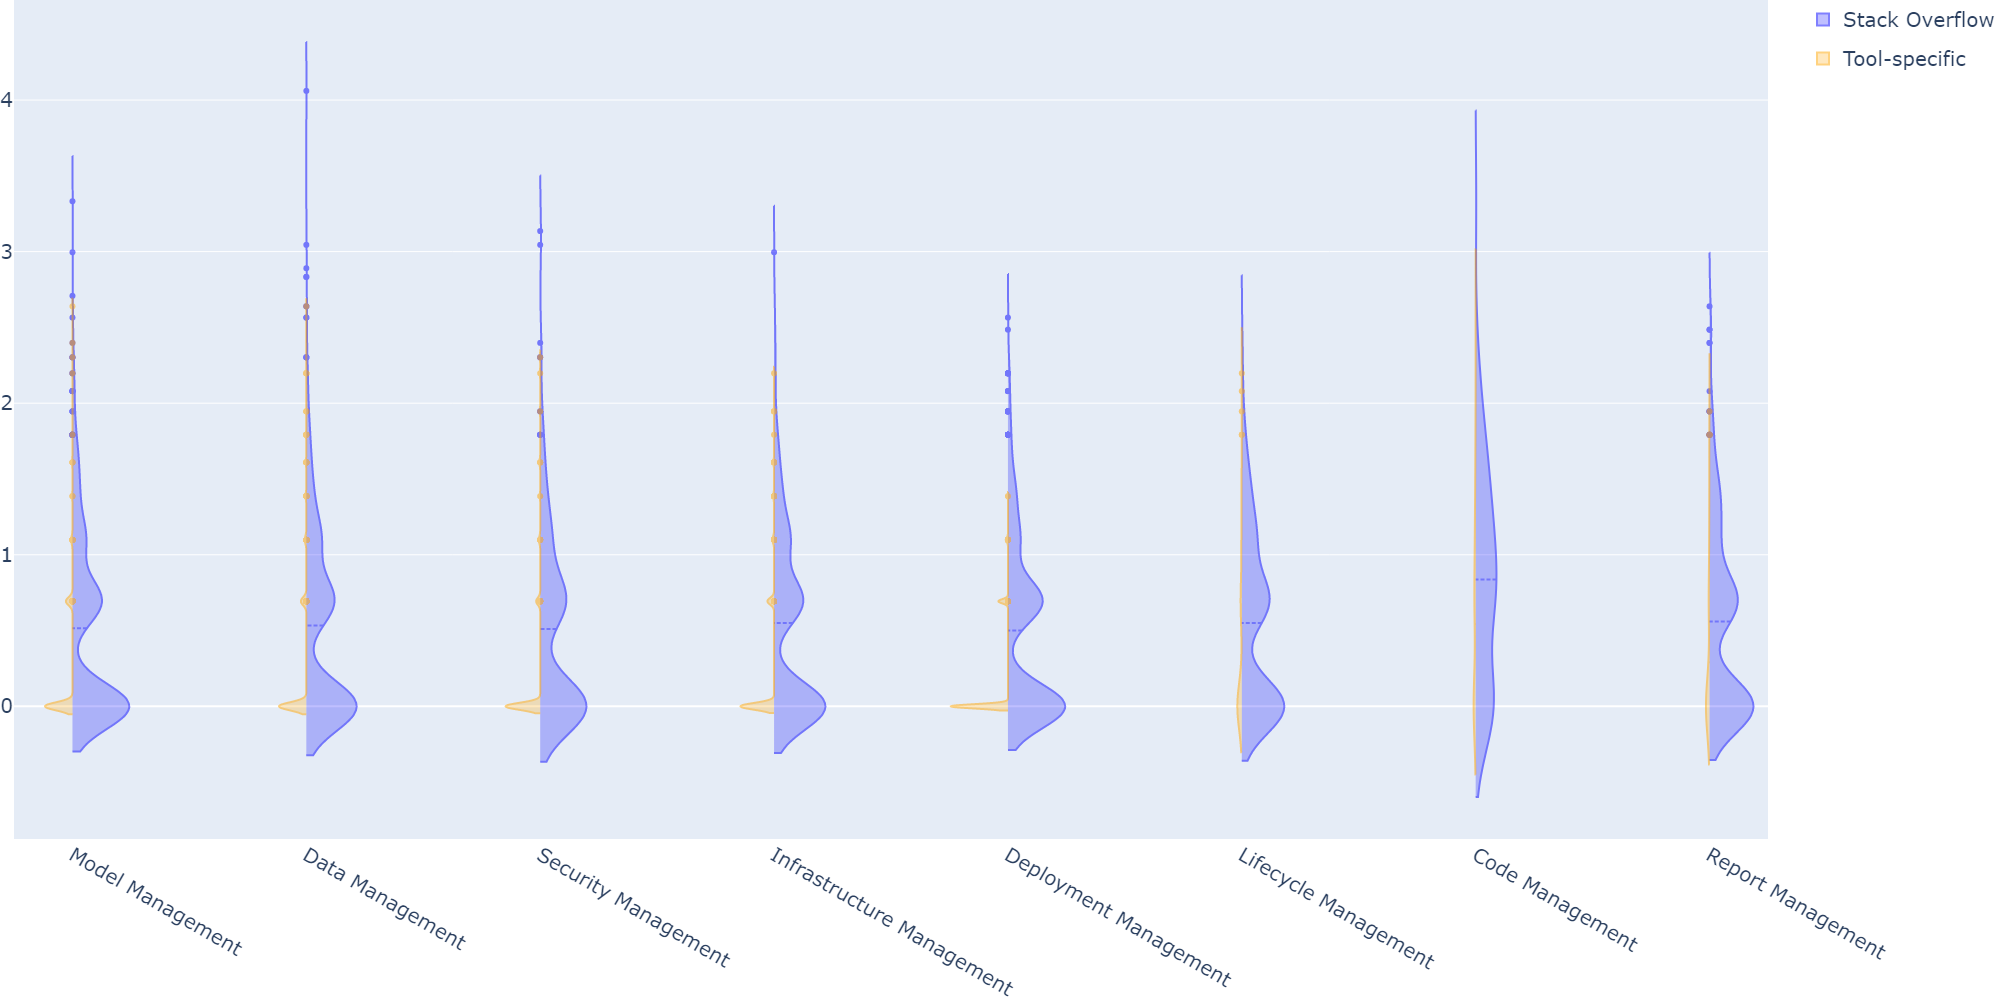 Stack Overflow
Tool-specific
4
3
2
1
0
Model Management
Data Management
Security Management
Infrastructure Management
Deployment Management
Lifecycle Management
Code Management
Report Management